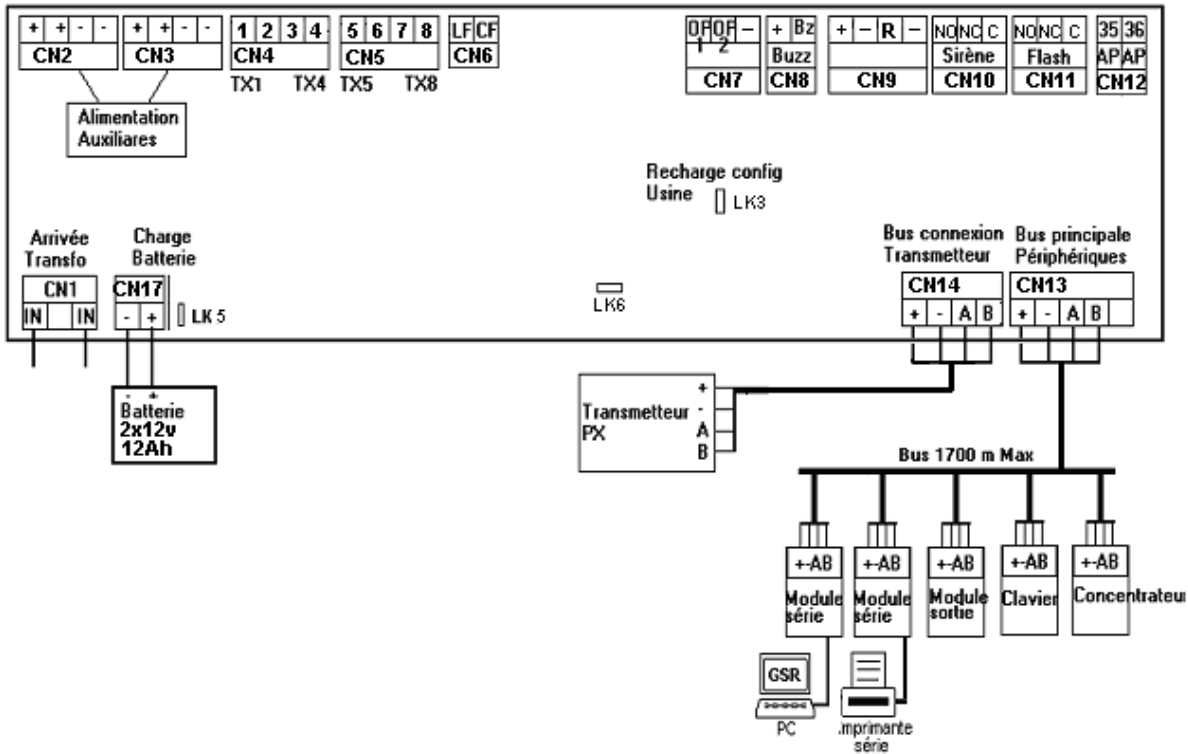 + + - -
CN2
+ + - -
CN3
1 2 3 4
CN4
TX1 TX4
5 6 7 8
CN5
TX5 TX8
LF CF
CN6
OP OP -
1 2
CN7
+ Bz
Buzz
CN8
+ - R -
CN9
NO NC C
Sirène
CN10
NO NC C
Flash
CN11
35 36
AP AP
CN12
Alimentation
Auxiliares
Recharge config
Usine
LK3
Arrivée
Transfo
CN1
IN IN
Charge
Batterie
CN17
- +
LK 5
LK6
Bus connexion
Transmetteur
CN14
+ - A B
Bus principale
Périphériques
CN13
+ - A B
- +
Batterie
2x12v
12Ah
Transmetteur
PX
+
-
A
B
Bus 1700 m Max
+-AB
Module
série
+-AB
Module
série
+-AB
Module
sortie
+-AB
Clavier
+-AB
Concentrateur
GSR
PC
Imprimante
série